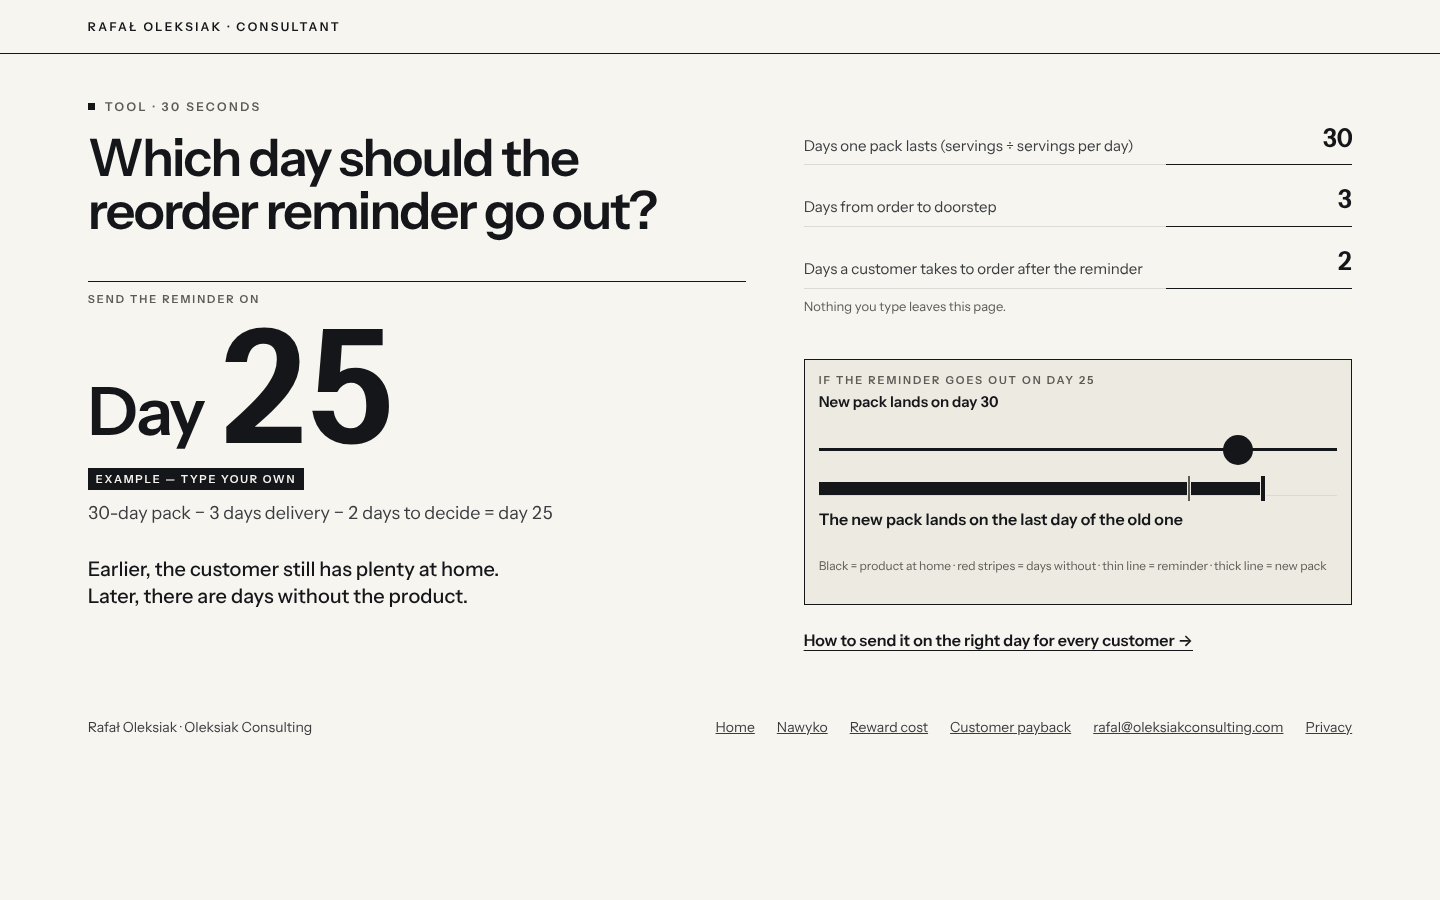 RAFAŁ OLEKSIAK · CONSULTANT
TOOL · 30 SECONDS
Which day should the
reorder reminder go out?
SEND THE REMINDER ON
Day 25
EXAMPLE — TYPE YOUR OWN
30-day pack − 3 days delivery − 2 days to decide = day 25
Earlier, the customer still has plenty at home.
Later, there are days without the product.
Days one pack lasts (servings ÷ servings per day) 30
Days from order to doorstep 3
Days a customer takes to order after the reminder 2
Nothing you type leaves this page.
IF THE REMINDER GOES OUT ON DAY 25
New pack lands on day 30
The new pack lands on the last day of the old one
Black = product at home · red stripes = days without · thin line = reminder · thick line = new pack
How to send it on the right day for every customer →
Rafał Oleksiak · Oleksiak Consulting
Home Nawyko Reward cost Customer payback rafal@oleksiakconsulting.com Privacy